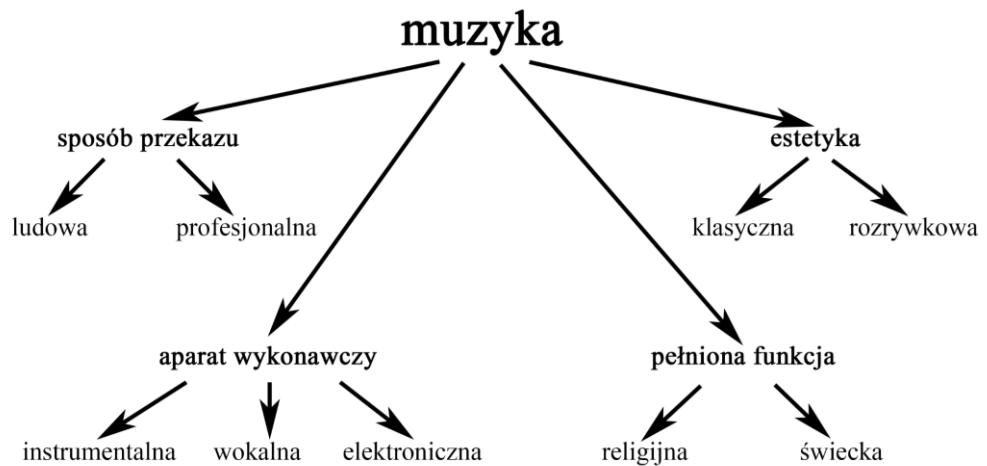 muzyka
sposób przekazu
estetyka
ludowa
profesjonalna
klasyczna
rozrywkowa
aparat wykonawczy
pełniona funkcja
instrumentalna
wokalna
elektroniczna
religijna
świecka